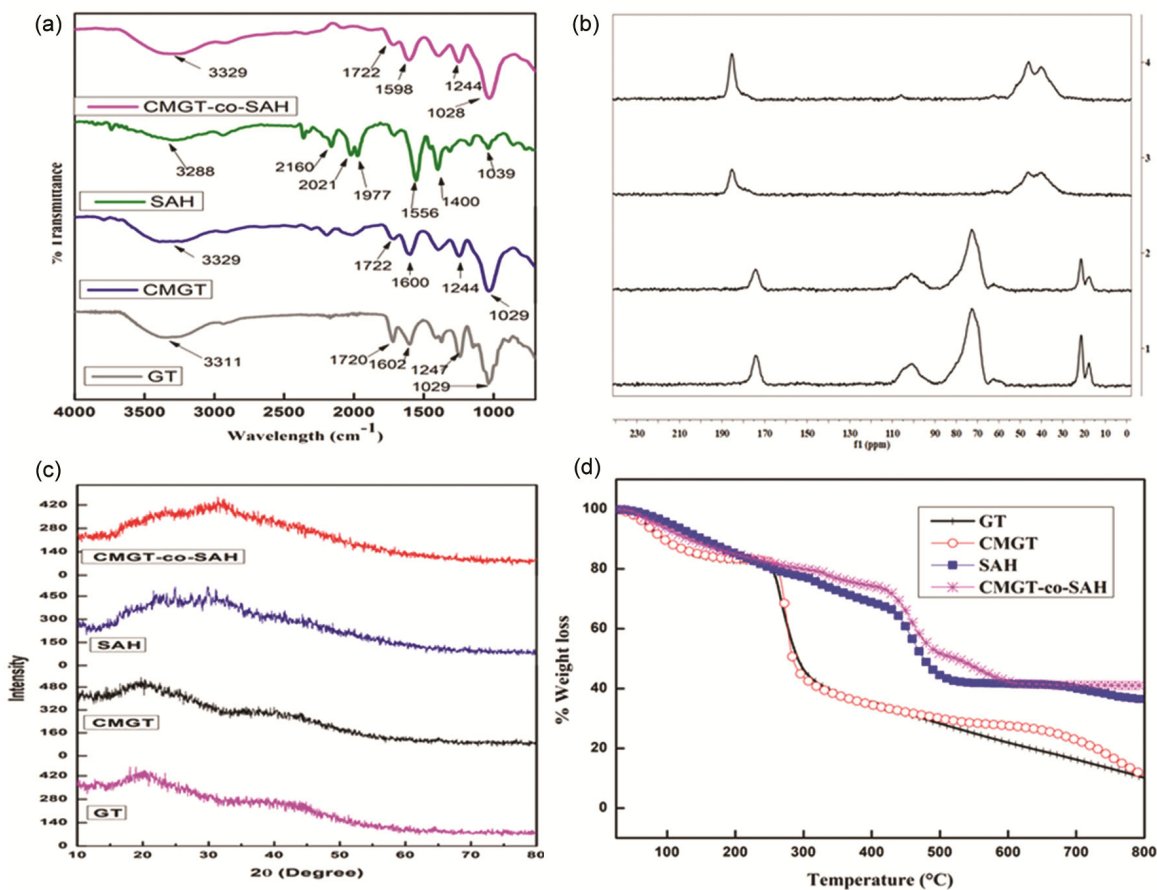 (a)
3329
1722
1598
1244
1028
CMGT-co-SAH
3288
2160
2021
1977
1556
1400
1039
SAH
3329
1722
1600
1244
1029
CMGT
3311
1720
1602
1247
1029
GT
% Transmuttance
4000 3500 3000 2500 2000 1500 1000
Wavelength (cm-1)
(b)
4
3
2
1
230 210 190 170 150 130 110 90 80 70 60 50 40 30 20 10 0
f1 (ppm)
(c)
420
280
140
0
CMGT-co-SAH
450
300
150
0
SAH
480
320
160
0
CMGT
420
280
140
0
GT
Intensity
10 20 30 40 50 60 70 80
2θ (Degree)
(d)
100
80
60
40
20
0
% Weight loss
GT
CMGT
SAH
CMGT-co-SAH
100 200 300 400 500 600 700 800
Temperature (°C)